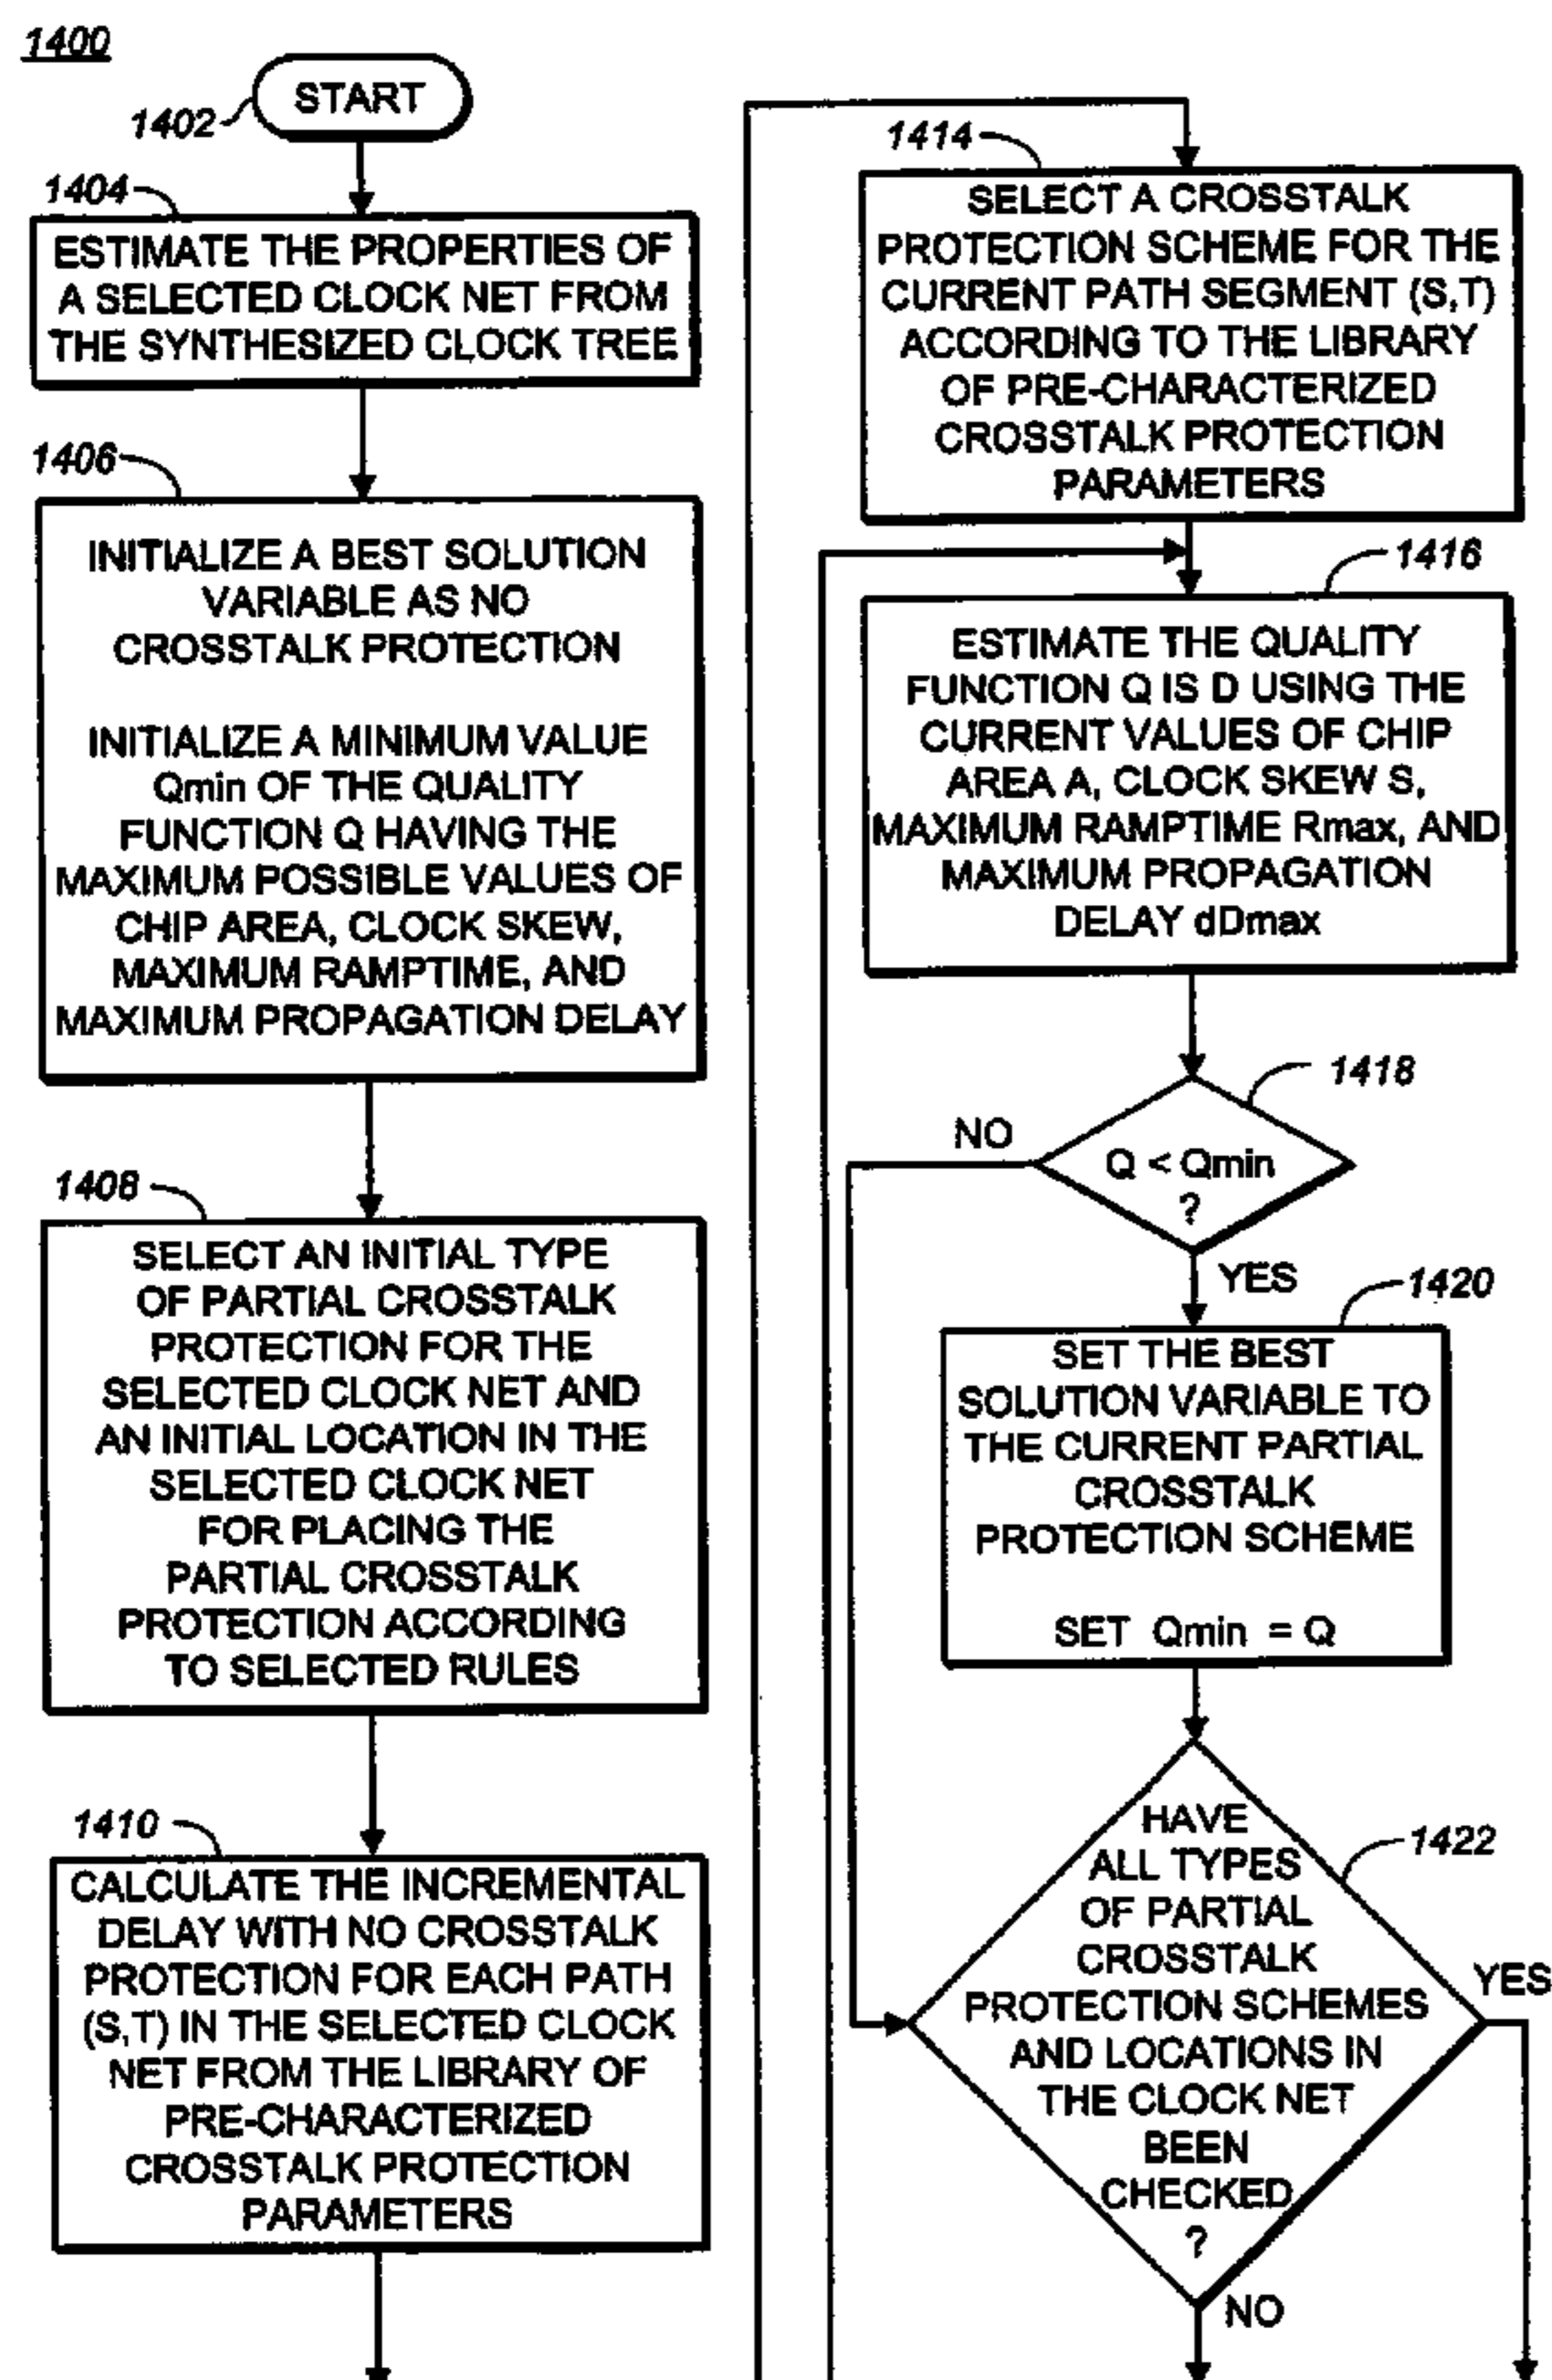 1400
START
1402
1404
ESTIMATE THE PROPERTIES OF
A SELECTED CLOCK NET FROM
THE SYNTHESIZED CLOCK TREE
1406
INITIALIZE A BEST SOLUTION
VARIABLE AS NO
CROSSTALK PROTECTION
INITIALIZE A MINIMUM VALUE
Qmin OF THE QUALITY
FUNCTION Q HAVING THE
MAXIMUM POSSIBLE VALUES OF
CHIP AREA, CLOCK SKEW,
MAXIMUM RAMPTIME, AND
MAXIMUM PROPAGATION DELAY
1408
SELECT AN INITIAL TYPE
OF PARTIAL CROSSTALK
PROTECTION FOR THE
SELECTED CLOCK NET AND
AN INITIAL LOCATION IN THE
SELECTED CLOCK NET
FOR PLACING THE
PARTIAL CROSSTALK
PROTECTION ACCORDING
TO SELECTED RULES
1410
CALCULATE THE INCREMENTAL
DELAY WITH NO CROSSTALK
PROTECTION FOR EACH PATH
(S,T) IN THE SELECTED CLOCK
NET FROM THE LIBRARY OF
PRE-CHARACTERIZED
CROSSTALK PROTECTION
PARAMETERS
1414
SELECT A CROSSTALK
PROTECTION SCHEME FOR THE
CURRENT PATH SEGMENT (S,T)
ACCORDING TO THE LIBRARY
OF PRE-CHARACTERIZED
CROSSTALK PROTECTION
PARAMETERS
1416
ESTIMATE THE QUALITY
FUNCTION Q IS D USING THE
CURRENT VALUES OF CHIP
AREA A, CLOCK SKEW S,
MAXIMUM RAMPTIME Rmax, AND
MAXIMUM PROPAGATION
DELAY dDmax
1418
NO
Q < Qmin
?
YES
1420
SET THE BEST
SOLUTION VARIABLE TO
THE CURRENT PARTIAL
CROSSTALK
PROTECTION SCHEME
SET Qmin = Q
1422
HAVE
ALL TYPES
OF PARTIAL
CROSSTALK
PROTECTION SCHEMES
AND LOCATIONS IN
THE CLOCK NET
BEEN
CHECKED
?
YES
NO